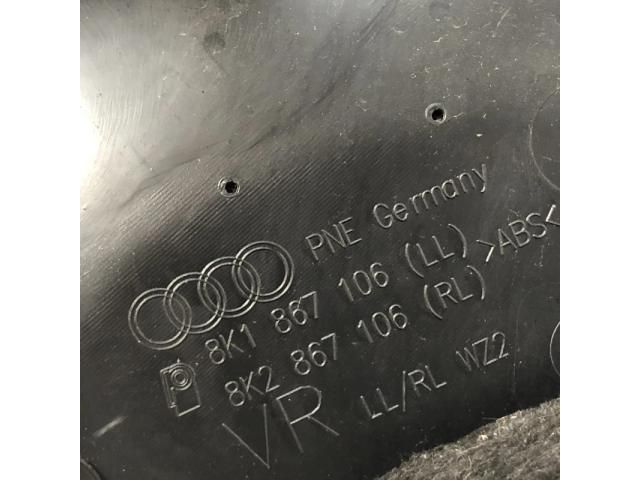 PNE Germany
8K1 867 106 (LL) >ABS<
8K2 867 106 (RL)
VR LL/RL WZ2